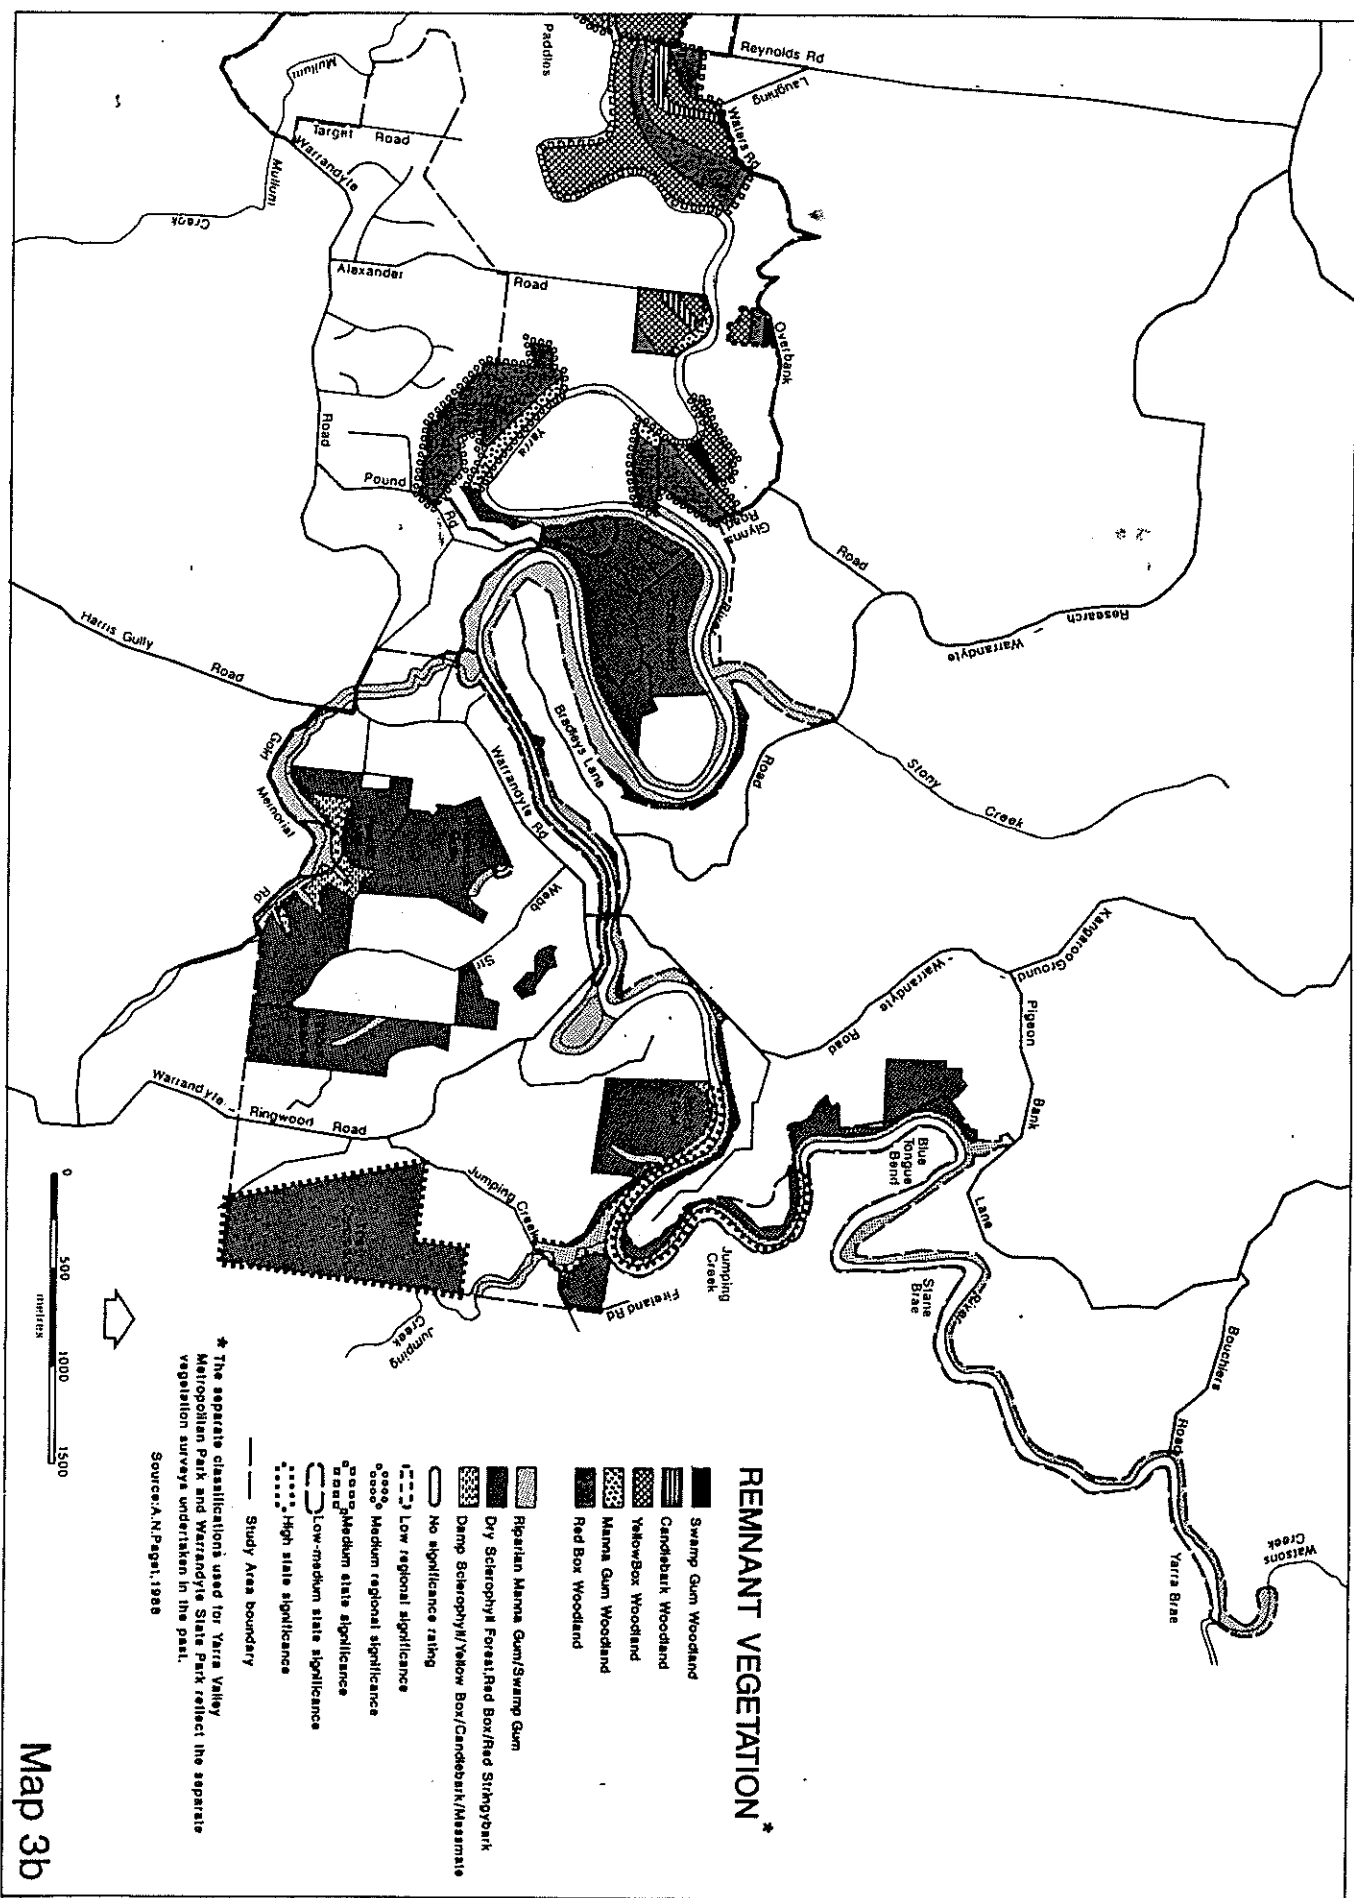 REMNANT VEGETATION *
Swamp Gum Woodland
Candlebark Woodland
YellowBox Woodland
Manna Gum Woodland
Red Box Woodland
Riparian Manna Gum/Swamp Gum
Dry Sclerophyll Forest,Red Box/Red Stringybark
Damp Sclerophyll/Yellow Box/Candlebark/Messmate
No significance rating
Low regional significance
Medium regional significance
Medium state significance
Low-medium state significance
High state significance
Study Area boundary
* The separate classifications used for Yarra Valley
Metropolitan Park and Warrandyte State Park reflect the separate
vegetation surveys undertaken in the past.
Source:A.N.Paget,1988
Map 3b
0 500 1000 1500
metres
Reynolds Rd
Laughing
Waters Rd
Paddles
Mullum
Mullum
Creek
Target Road
Warrandyte
Alexander
Road
Road
Overbank
Yarra
Pound
Rd
Glynns
Road
Road
River
Research
Warrandyte
Harris Gully
Road
Gold
Memorial
Rd
Bradleys Lane
Warrandyte Rd
Webb
Str
Road
Stony
Creek
Kangaroo Ground
Warrandyte
Road
Pigeon
Bank
Lane
Blue
Tongue
Bend
Warrandyte
Ringwood
Road
Jumping Creek
Jumping
Creek
Jumping
Creek
Fireland Rd
Stane
Brae
River
Bouchiers
Road
Yarra Brae
Watsons
Creek